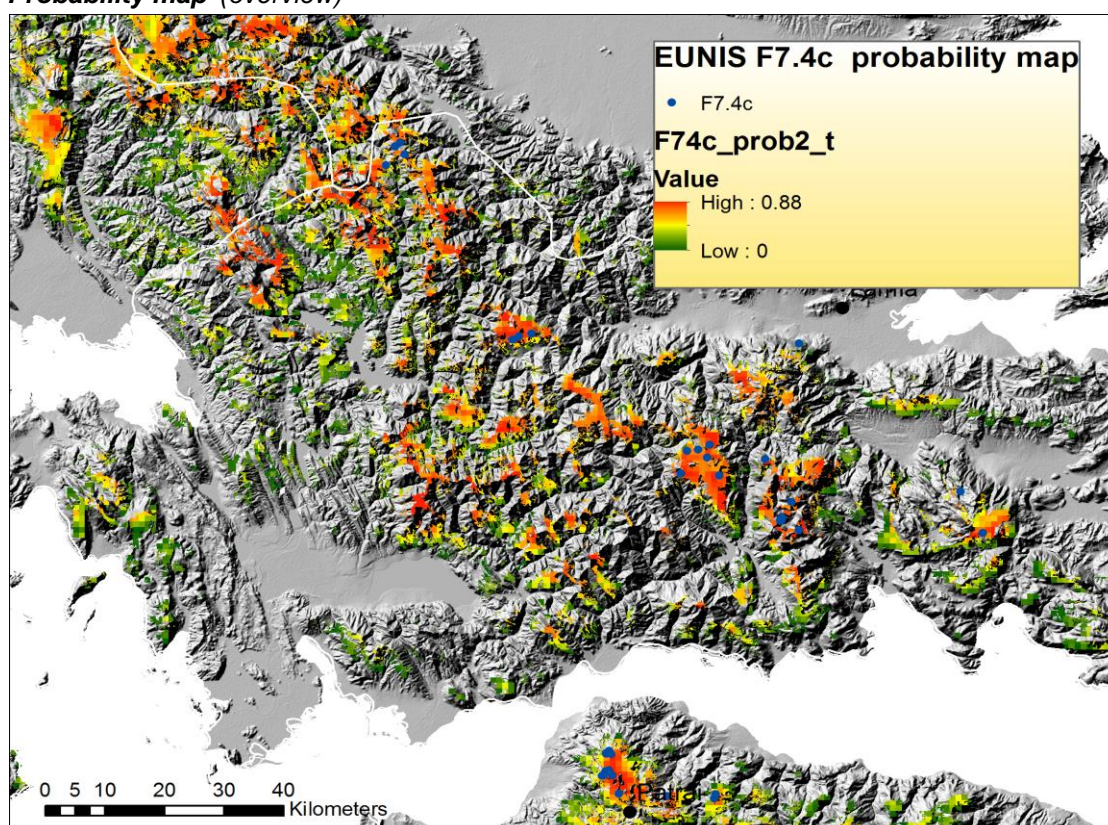 Probability map (overview)
EUNIS F7.4c probability map
F7.4c
F74c_prob2_t
Value
High : 0.88
Low : 0
Patrai
0 5 10 20 30 40
Kilometers